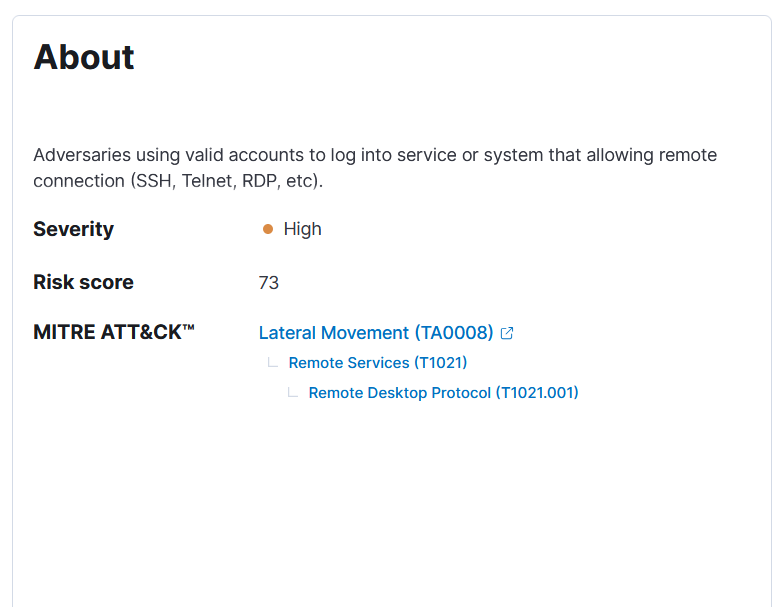 About
Adversaries using valid accounts to log into service or system that allowing remote
connection (SSH, Telnet, RDP, etc).
Severity High
Risk score 73
MITRE ATT&CK™ Lateral Movement (TA0008)
Remote Services (T1021)
Remote Desktop Protocol (T1021.001)